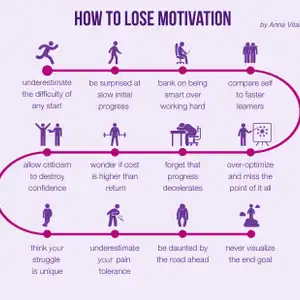 HOW TO LOSE MOTIVATION
by Anna Vital
underestimate
the difficulty of
any start
be surprised at
slow initial
progress
bank on being
smart over
working hard
compare self
to faster
learners
allow criticism
to destroy
confidence
wonder if cost
is higher than
return
forget that
progress
decelerates
over-optimize
and miss the
point of it all
think your
struggle
is unique
underestimate
your pain
tolerance
be daunted by
the road ahead
never visualize
the end goal